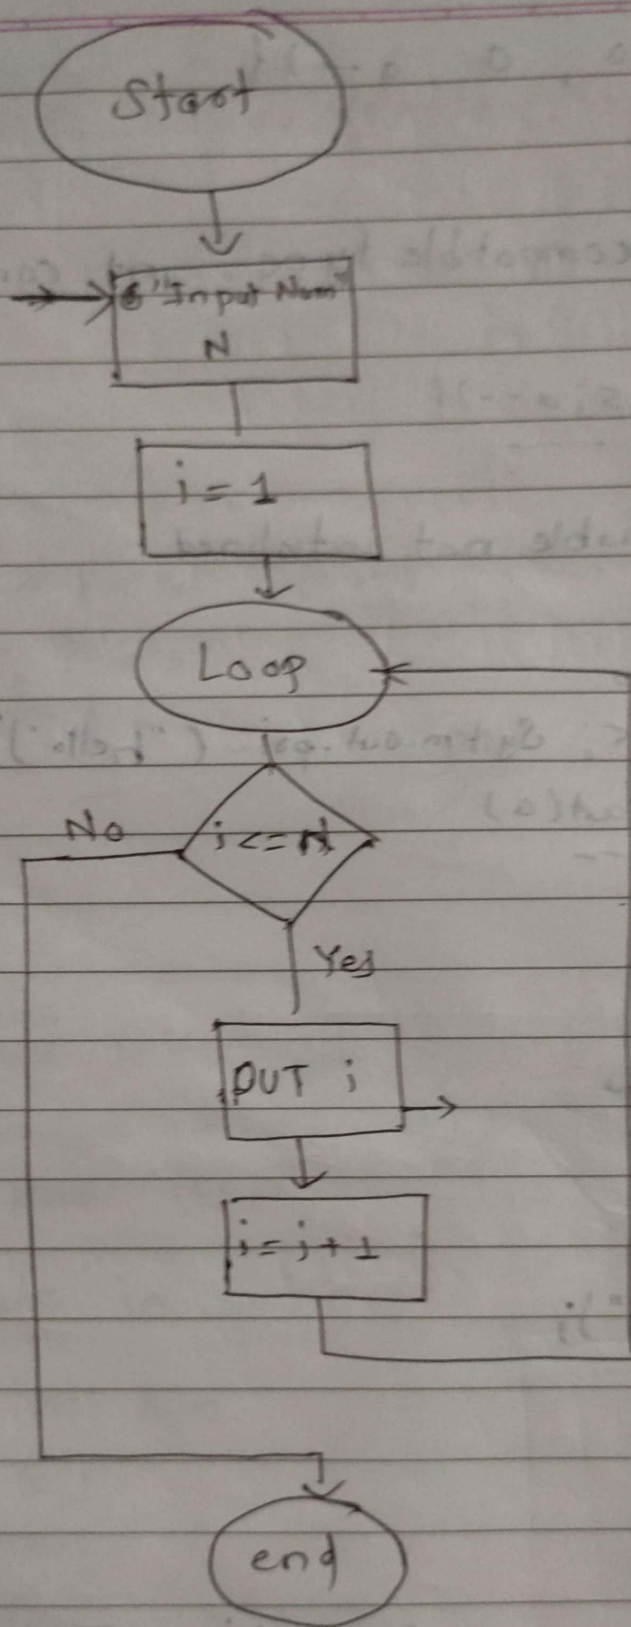 Start
"Input Num"
N
i = 1
Loop
No
i <= N
Yes
OUT i
i = i + 1
end